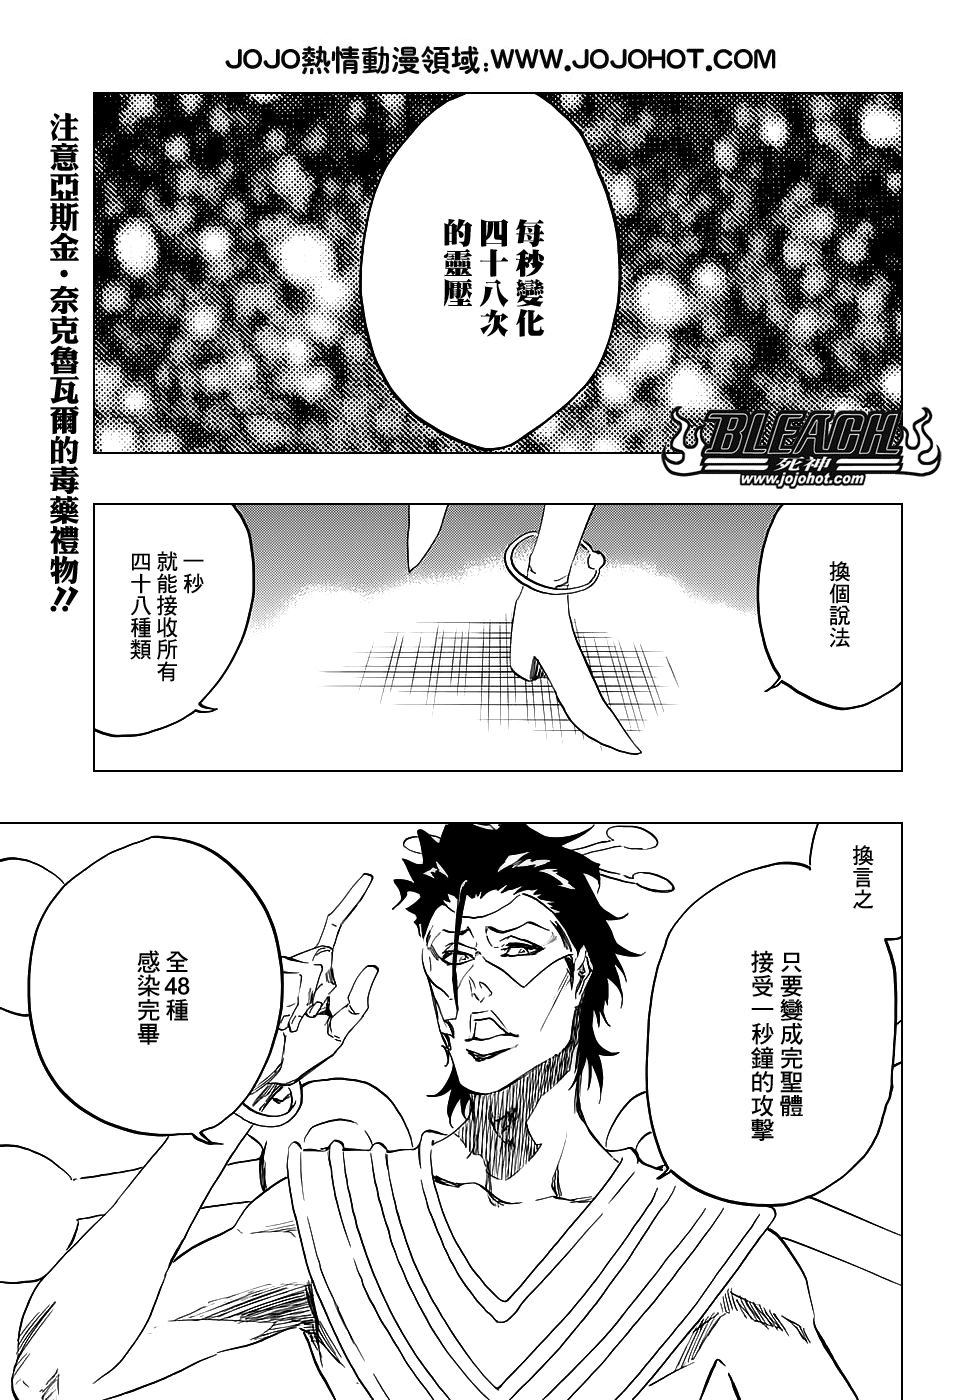 JOJO熱情動漫領域:WWW.JOJOHOT.COM
注意亞斯金・奈克魯瓦爾的毒藥禮物!!
每秒變化
四十八次
的靈壓
BLEACH
死神
www.jojohot.com
換個說法
一秒
就能接收所有
四十八種類
換言之
只要變成完聖體
接受一秒鐘的攻擊
全48種
感染完畢